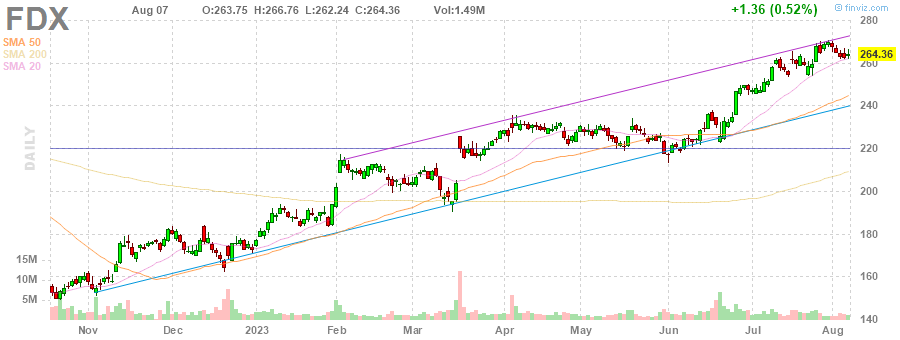 FDX Aug 07 O:263.75 H:266.76 L:262.24 C:264.36 Vol:1.49M +1.36 (0.52%) © finviz.com
SMA 50
SMA 200
SMA 20
DAILY
280
264.36
260
240
220
200
180
160
140
15M
10M
5M
Nov Dec 2023 Feb Mar Apr May Jun Jul Aug